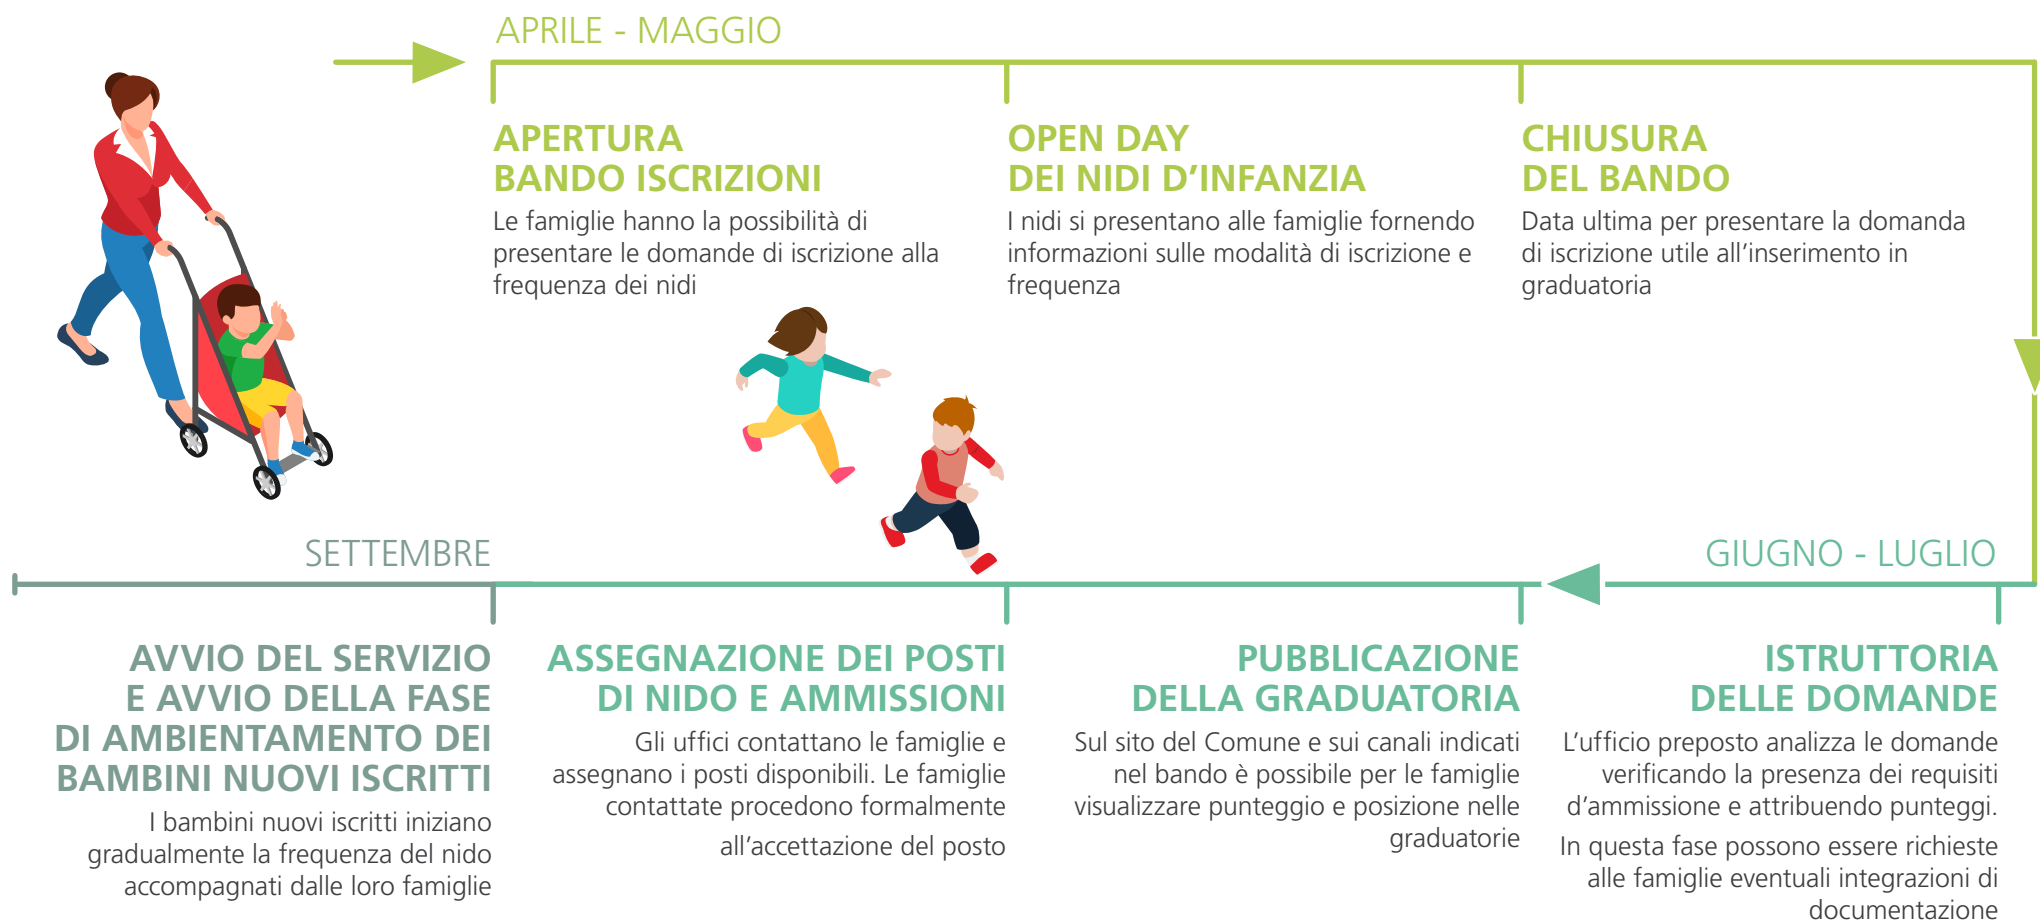 APRILE - MAGGIO
APERTURA
BANDO ISCRIZIONI
Le famiglie hanno la possibilità di
presentare le domande di iscrizione alla
frequenza dei nidi
OPEN DAY
DEI NIDI D’INFANZIA
I nidi si presentano alle famiglie fornendo
informazioni sulle modalità di iscrizione e
frequenza
CHIUSURA
DEL BANDO
Data ultima per presentare la domanda
di iscrizione utile all’inserimento in
graduatoria
GIUGNO - LUGLIO
ISTRUTTORIA
DELLE DOMANDE
L’ufficio preposto analizza le domande
verificando la presenza dei requisiti
d’ammissione e attribuendo punteggi.
In questa fase possono essere richieste
alle famiglie eventuali integrazioni di
documentazione
PUBBLICAZIONE
DELLA GRADUATORIA
Sul sito del Comune e sui canali indicati
nel bando è possibile per le famiglie
visualizzare punteggio e posizione nelle
graduatorie
ASSEGNAZIONE DEI POSTI
DI NIDO E AMMISSIONI
Gli uffici contattano le famiglie e
assegnano i posti disponibili. Le famiglie
contattate procedono formalmente
all’accettazione del posto
SETTEMBRE
AVVIO DEL SERVIZIO
E AVVIO DELLA FASE
DI AMBIENTAMENTO DEI
BAMBINI NUOVI ISCRITTI
I bambini nuovi iscritti iniziano
gradualmente la frequenza del nido
accompagnati dalle loro famiglie